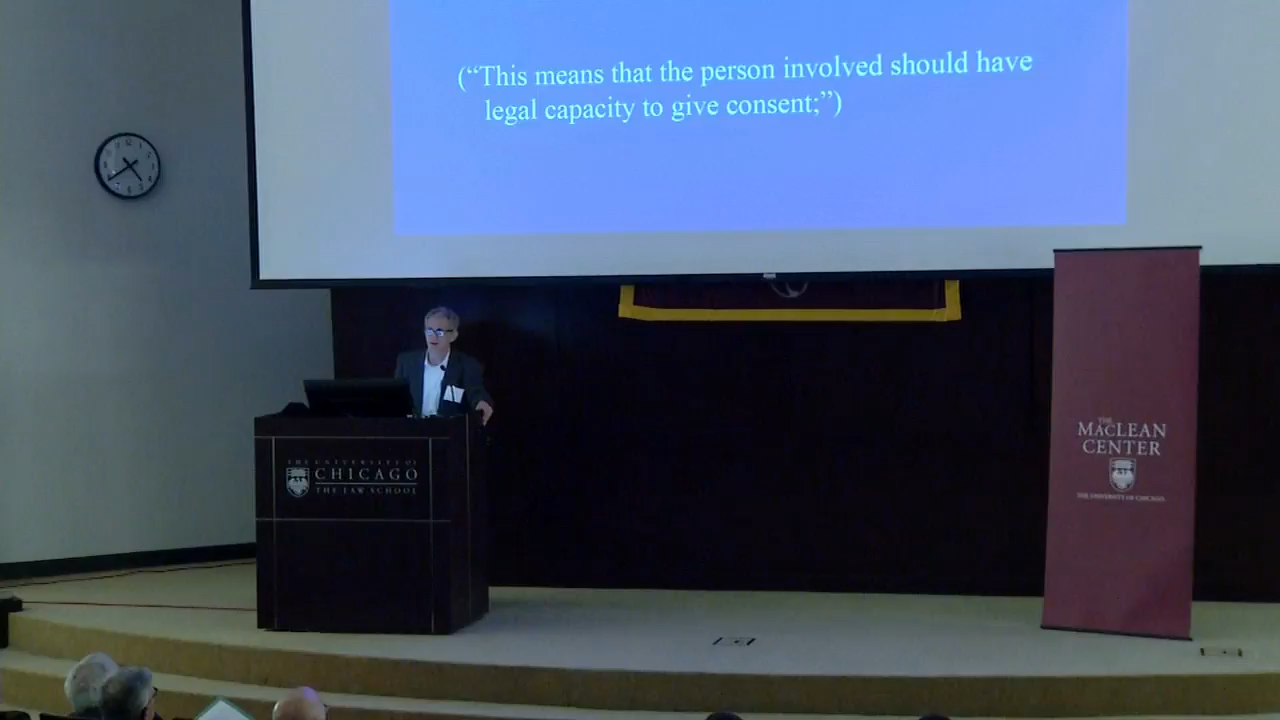 (“This means that the person involved should have
legal capacity to give consent;”)
THE UNIVERSITY OF
CHICAGO
THE LAW SCHOOL
THE
MACLEAN
CENTER
THE UNIVERSITY OF CHICAGO